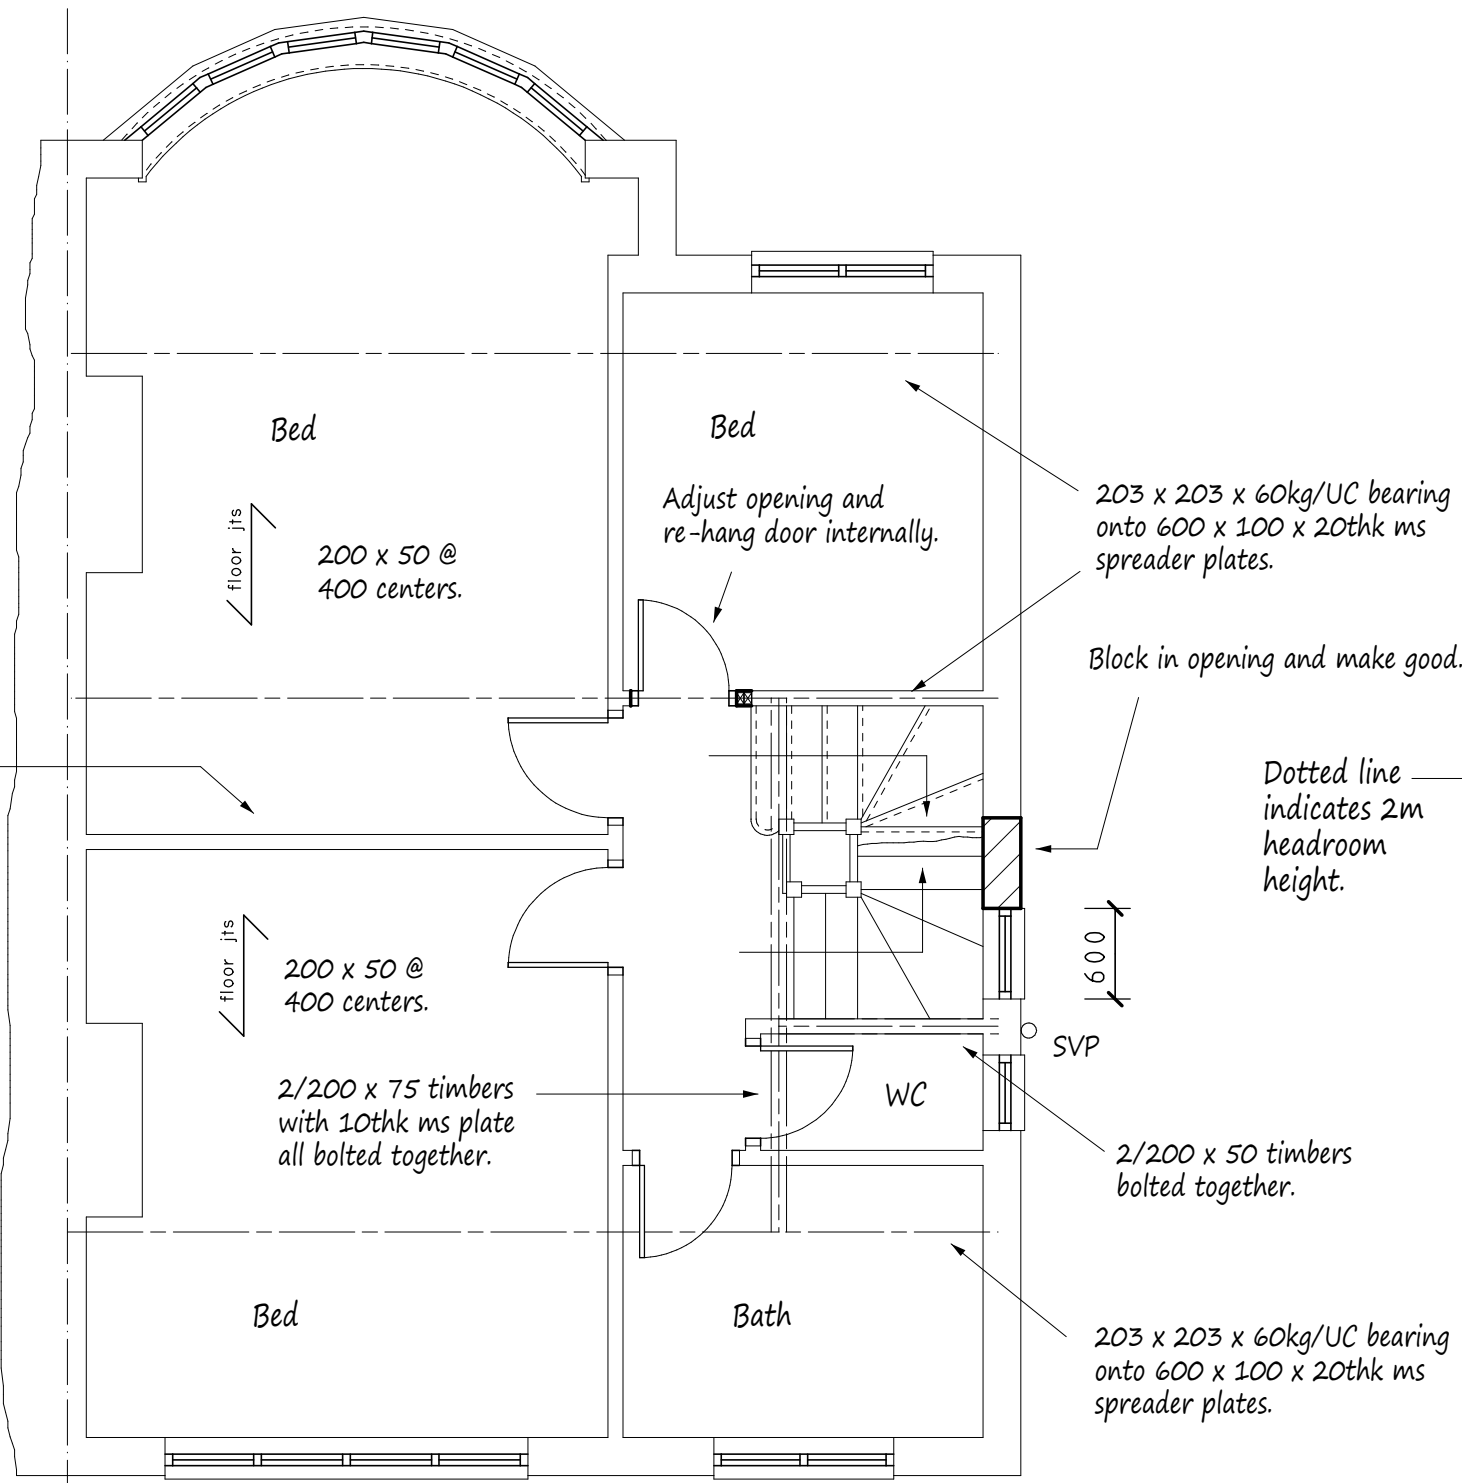 Bed
Bed
Adjust opening and
re-hang door internally.
203 x 203 x 60kg/UC bearing
onto 600 x 100 x 20thk ms
spreader plates.
floor jts
200 x 50 @
400 centers.
Block in opening and make good.
Dotted line
indicates 2m
headroom
height.
floor jts
200 x 50 @
400 centers.
600
SVP
2/200 x 75 timbers
with 10thk ms plate
all bolted together.
WC
2/200 x 50 timbers
bolted together.
Bed
Bath
203 x 203 x 60kg/UC bearing
onto 600 x 100 x 20thk ms
spreader plates.